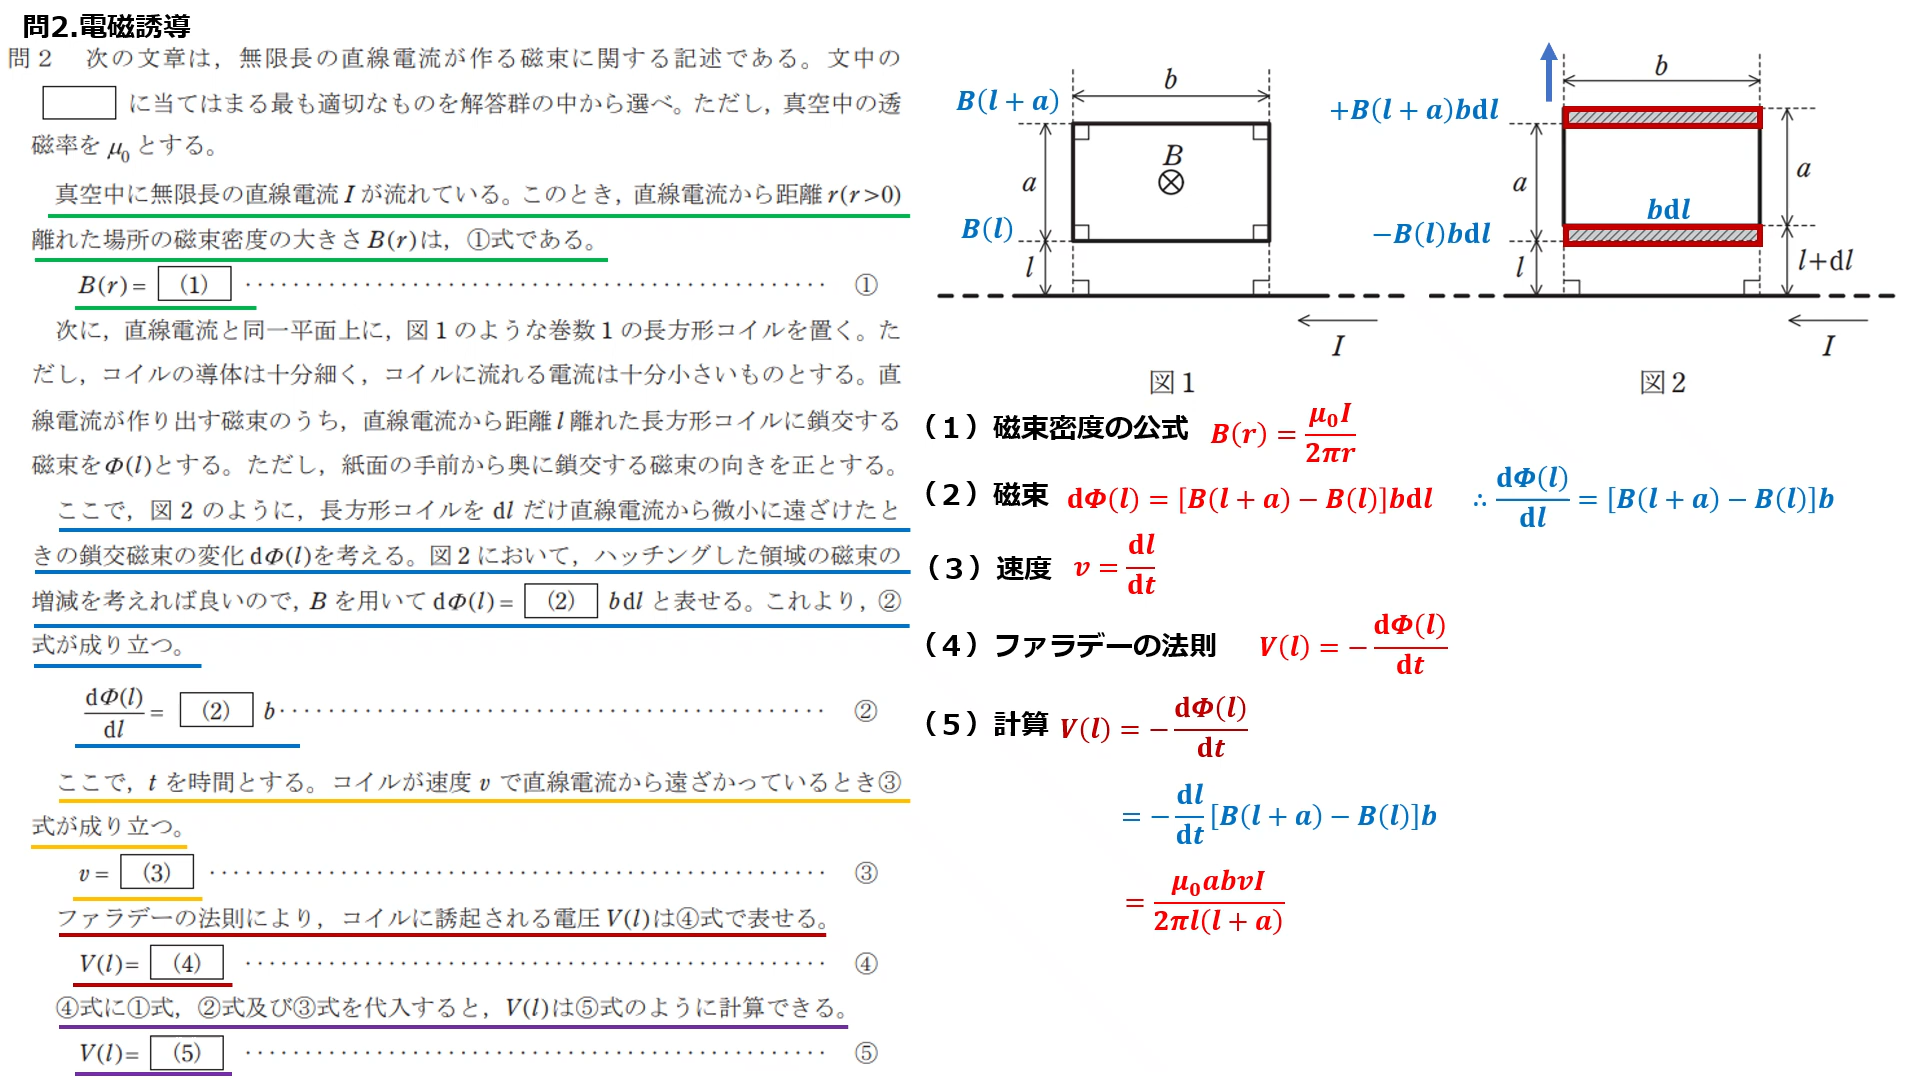 問2.電磁誘導
問２　次の文章は，無限長の直線電流が作る磁束に関する記述である。文中の
に当てはまる最も適切なものを解答群の中から選べ。ただし，真空中の透
磁率をμ₀とする。
真空中に無限長の直線電流 I が流れている。このとき，直線電流から距離 r(r>0)
離れた場所の磁束密度の大きさ B(r)は，①式である。
B(r)= (1) ・・・・・・ ①
次に，直線電流と同一平面上に，図１のような巻数１の長方形コイルを置く。た
だし，コイルの導体は十分細く，コイルに流れる電流は十分小さいものとする。直
線電流が作り出す磁束のうち，直線電流から距離 l 離れた長方形コイルに鎖交する
磁束をΦ(l)とする。ただし，紙面の手前から奥に鎖交する磁束の向きを正とする。
ここで，図２のように，長方形コイルを dl だけ直線電流から微小に遠ざけたと
きの鎖交磁束の変化 dΦ(l)を考える。図２において，ハッチングした領域の磁束の
増減を考えれば良いので，B を用いて dΦ(l)= (2) bdl と表せる。これより，②
式が成り立つ。
dΦ(l)/dl = (2) b ・・・・・・ ②
ここで，t を時間とする。コイルが速度 v で直線電流から遠ざかっているとき③
式が成り立つ。
v= (3) ・・・・・・ ③
ファラデーの法則により，コイルに誘起される電圧 V(l)は④式で表せる。
V(l)= (4) ・・・・・・ ④
④式に①式，②式及び③式を代入すると，V(l)は⑤式のように計算できる。
V(l)= (5) ・・・・・・ ⑤
b
B(l + a)
B
a
B(l)
l
I
図１
b
+B(l + a)bdl
a
a
bdl
−B(l)bdl
l
l+dl
I
図２
（１）磁束密度の公式 B(r) = μ₀I/2πr
（２）磁束 dΦ(l) = [B(l + a) − B(l)]bdl ∴ dΦ(l)/dl = [B(l + a) − B(l)]b
（３）速度 v = dl/dt
（４）ファラデーの法則 V(l) = − dΦ(l)/dt
（５）計算 V(l) = − dΦ(l)/dt
= − dl/dt [B(l + a) − B(l)]b
= μ₀abvI/2πl(l + a)